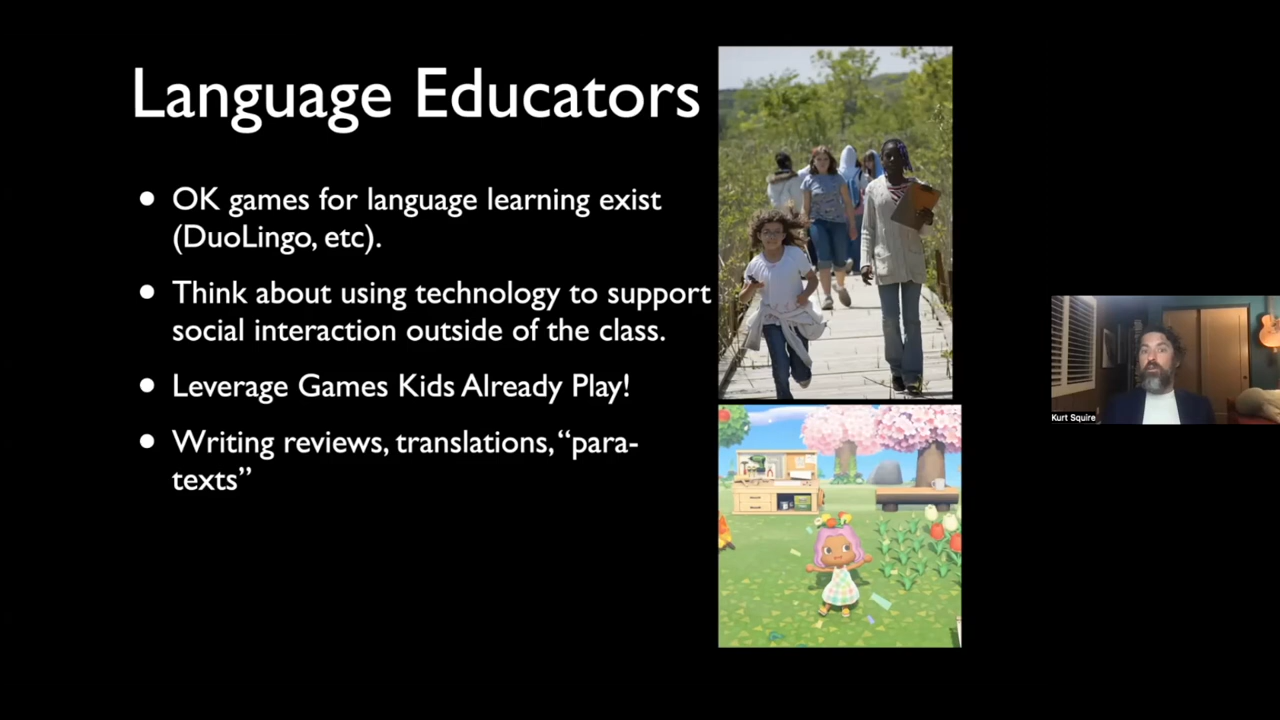 Language Educators
• OK games for language learning exist
(DuoLingo, etc).
• Think about using technology to support
social interaction outside of the class.
• Leverage Games Kids Already Play!
• Writing reviews, translations, “para-
texts”
Kurt Squire